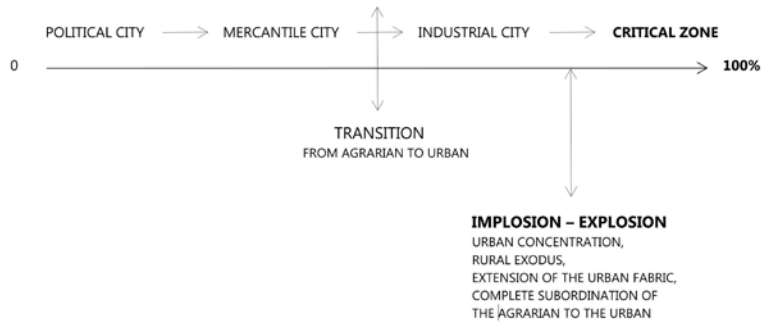 POLITICAL CITY MERCANTILE CITY INDUSTRIAL CITY CRITICAL ZONE
0 100%
TRANSITION
FROM AGRARIAN TO URBAN
IMPLOSION – EXPLOSION
URBAN CONCENTRATION,
RURAL EXODUS,
EXTENSION OF THE URBAN FABRIC,
COMPLETE SUBORDINATION OF
THE AGRARIAN TO THE URBAN